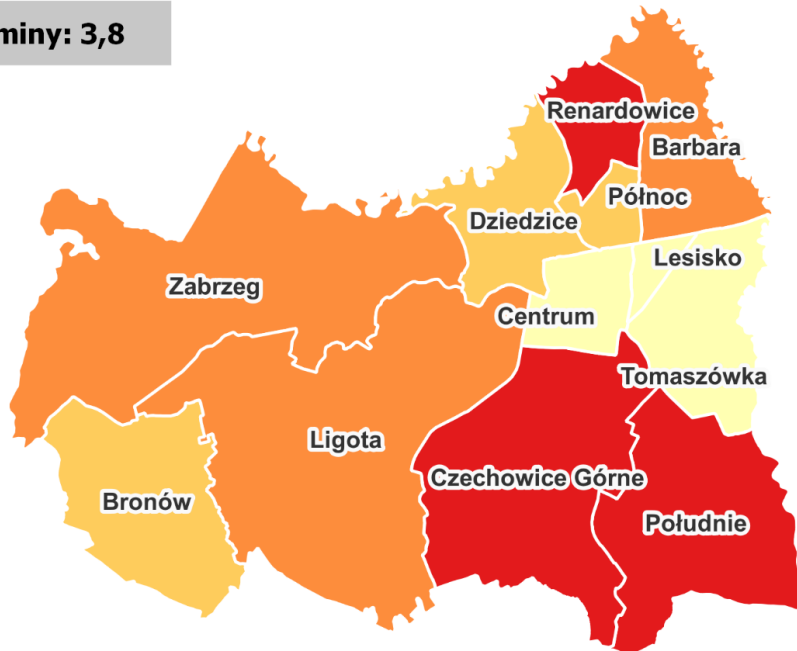 miny: 3,8
Renardowice
Barbara
Północ
Dziedzice
Lesisko
Zabrzeg
Centrum
Tomaszówka
Ligota
Czechowice Górne
Bronów
Południe